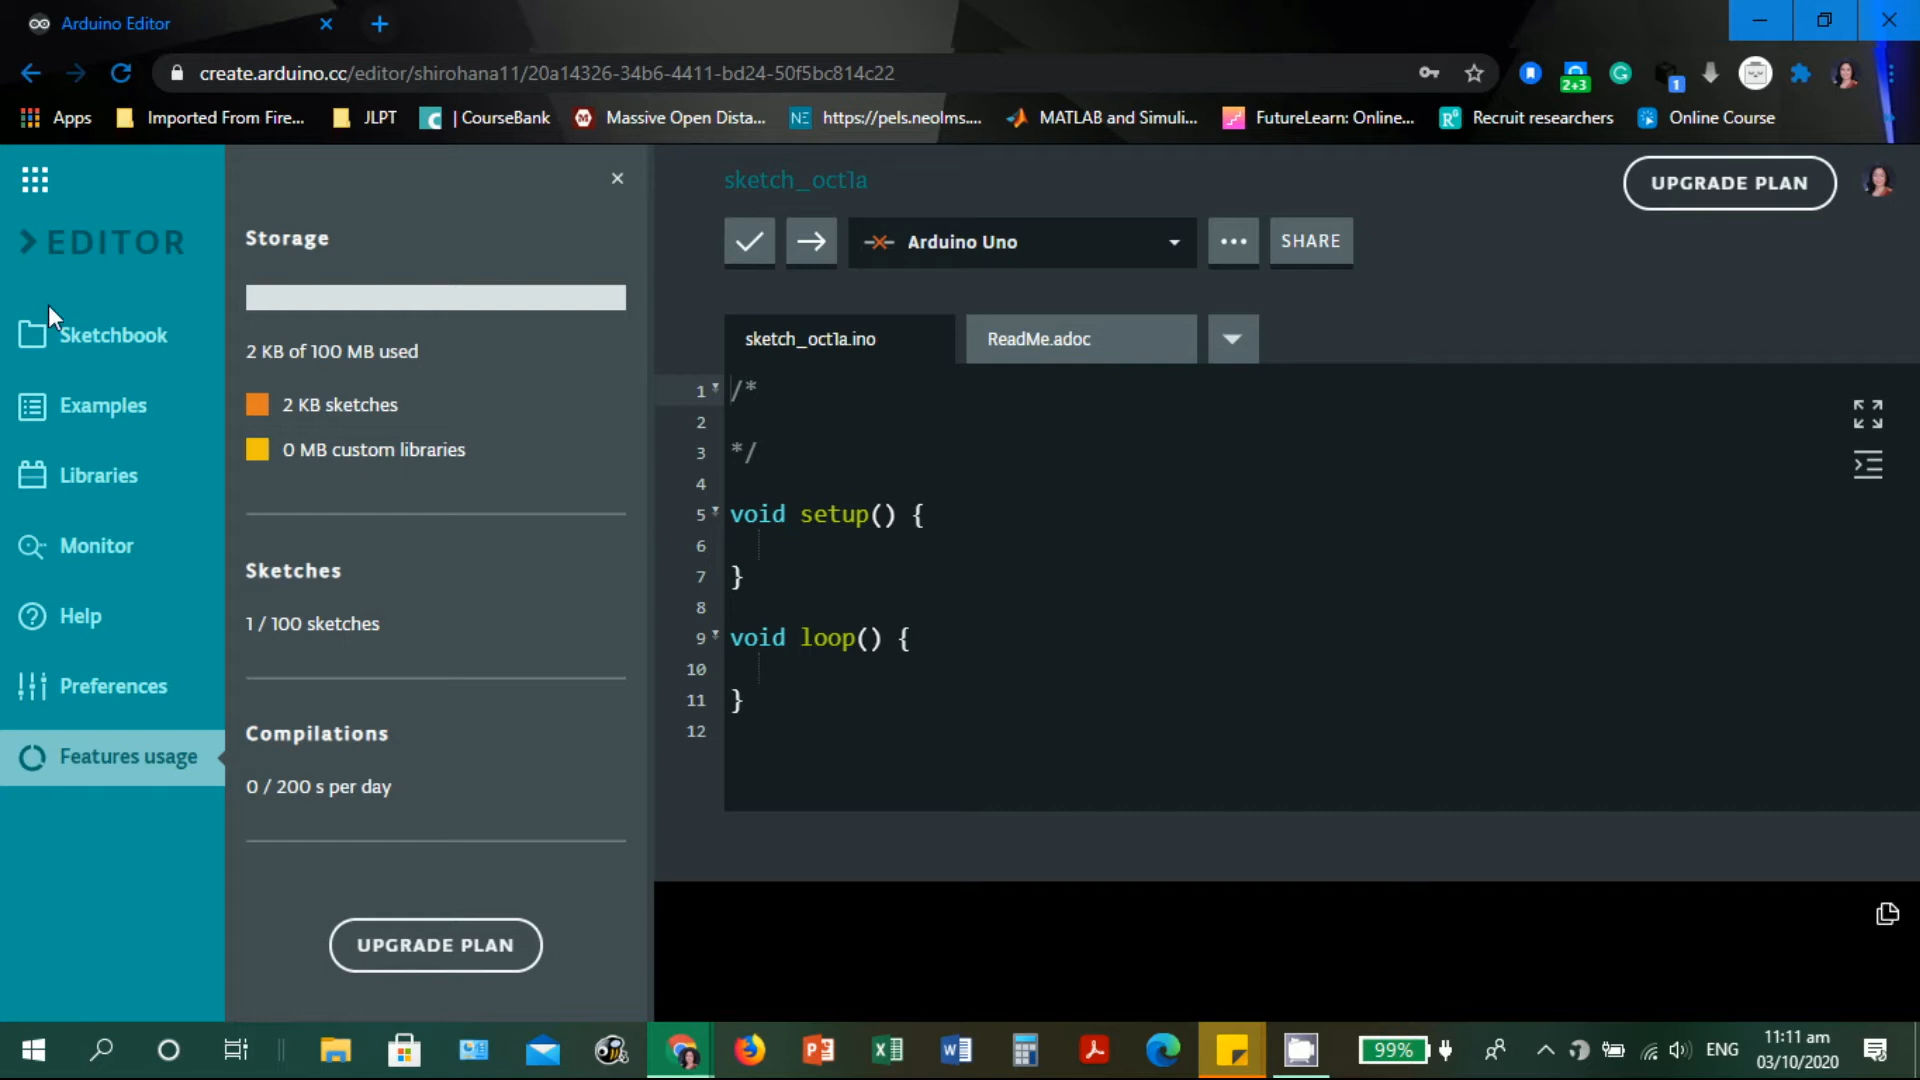 Arduino Editor
create.arduino.cc/editor/shirohana11/20a14326-34b6-4411-bd24-50f5bc814c22
2+3
1
Apps
Imported From Fire...
JLPT
| CourseBank
Massive Open Dista...
NE
https://pels.neolms....
MATLAB and Simuli...
FutureLearn: Online...
Recruit researchers
Online Course
EDITOR
Sketchbook
Examples
Libraries
Monitor
Help
Preferences
Features usage
Storage
2 KB of 100 MB used
2 KB sketches
0 MB custom libraries
Sketches
1 / 100 sketches
Compilations
0 / 200 s per day
UPGRADE PLAN
sketch_oct1a
UPGRADE PLAN
Arduino Uno
SHARE
sketch_oct1a.ino
ReadMe.adoc
1 /*
2
3 */
4
5 void setup() {
6
7 }
8
9 void loop() {
10
11 }
12
99%
ENG
11:11 am
03/10/2020